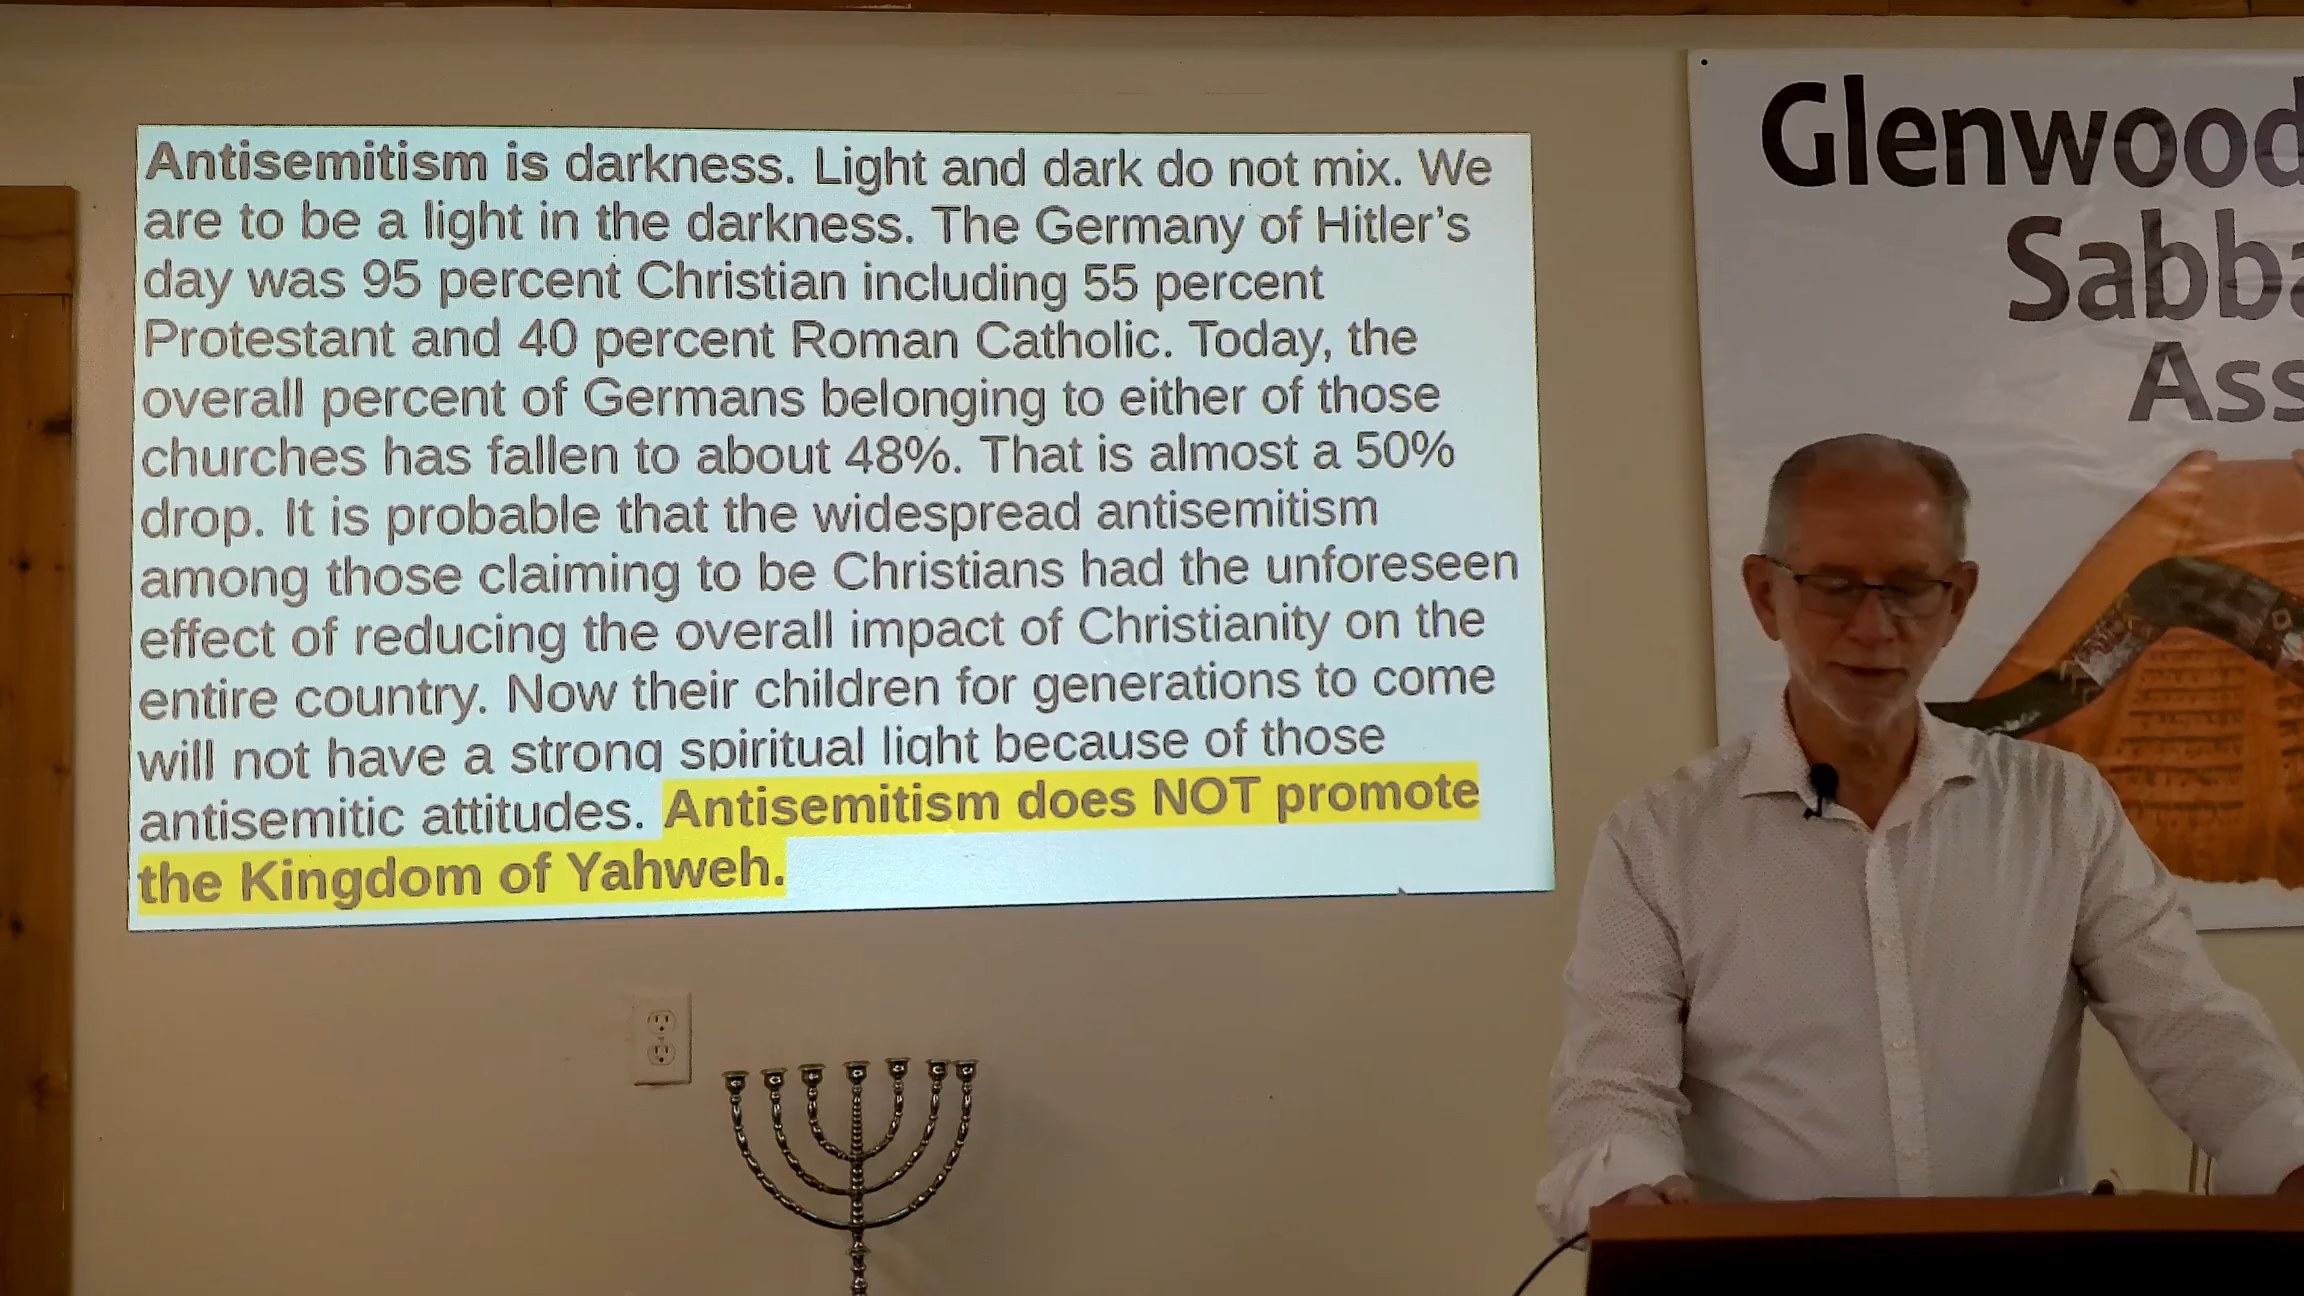 Antisemitism is darkness. Light and dark do not mix. We
are to be a light in the darkness. The Germany of Hitler’s
day was 95 percent Christian including 55 percent
Protestant and 40 percent Roman Catholic. Today, the
overall percent of Germans belonging to either of those
churches has fallen to about 48%. That is almost a 50%
drop. It is probable that the widespread antisemitism
among those claiming to be Christians had the unforeseen
effect of reducing the overall impact of Christianity on the
entire country. Now their children for generations to come
will not have a strong spiritual light because of those
antisemitic attitudes. Antisemitism does NOT promote
the Kingdom of Yahweh.
Glenwood
Sabba
Ass